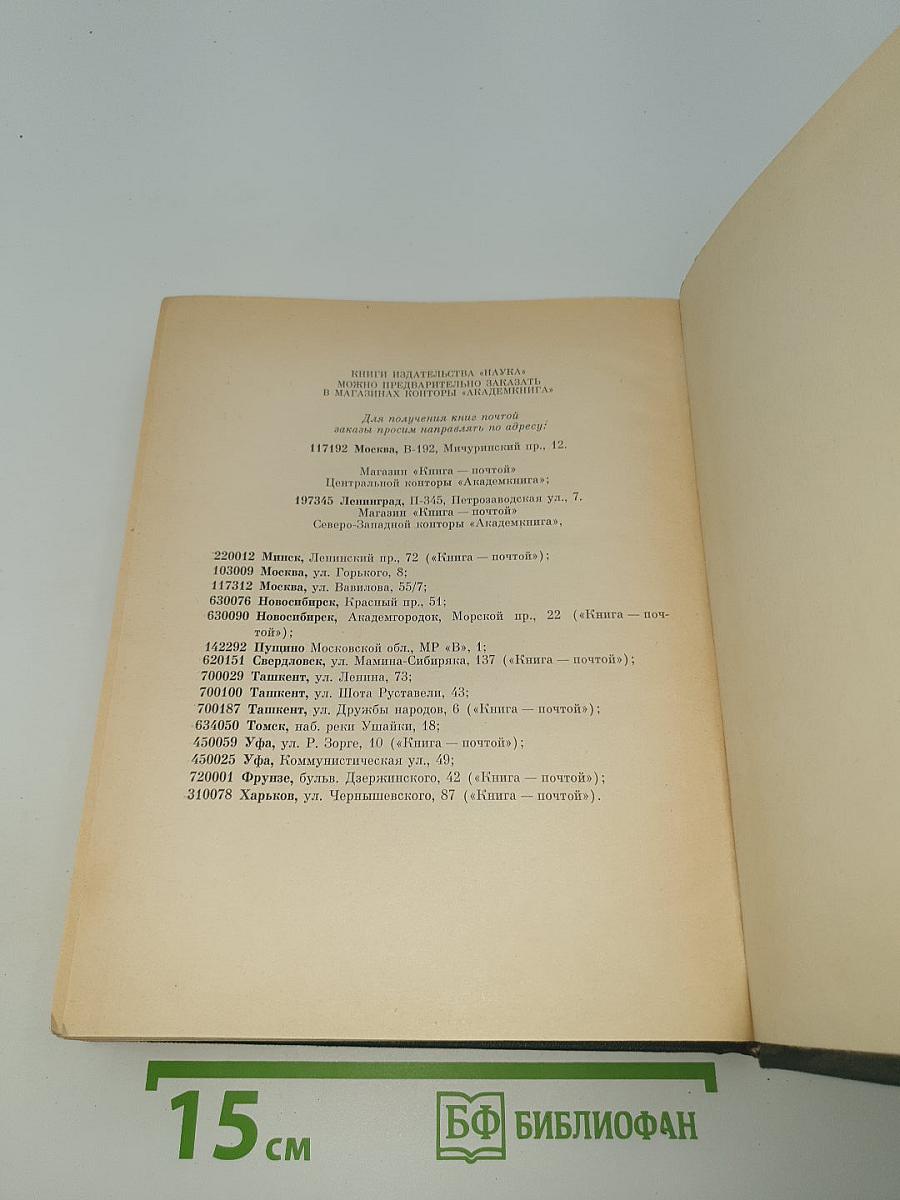 КНИГИ ИЗДАТЕЛЬСТВА «НАУКА»
МОЖНО ПРЕДВАРИТЕЛЬНО ЗАКАЗАТЬ
В МАГАЗИНАХ КОНТОРЫ «АКАДЕМКНИГА»
Для получения книг почтой
заказы просим направлять по адресу:
117192 Москва, В-192, Мичуринский пр., 12.
Магазин «Книга — почтой»
Центральной конторы «Академкнига»;
197345 Ленинград, П-345, Петрозаводская ул., 7.
Магазин «Книга — почтой»
Северо-Западной конторы «Академкнига»,
220012 Минск, Ленинский пр., 72 («Книга — почтой»);
103009 Москва, ул. Горького, 8;
117312 Москва, ул. Вавилова, 55/7;
630076 Новосибирск, Красный пр., 51;
630090 Новосибирск, Академгородок, Морской пр., 22 («Книга — поч-
той»);
142292 Пущино Московской обл., МР «В», 1;
620151 Свердловск, ул. Мамина-Сибиряка, 137 («Книга — почтой»);
700029 Ташкент, ул. Ленина, 73;
700100 Ташкент, ул. Шота Руставели, 43;
700187 Ташкент, ул. Дружбы народов, 6 («Книга — почтой»);
634050 Томск, наб. реки Ушайки, 18;
450059 Уфа, ул. Р. Зорге, 10 («Книга — почтой»);
450025 Уфа, Коммунистическая ул., 49;
720001 Фрунзе, бульв. Дзержинского, 42 («Книга — почтой»);
310078 Харьков, ул. Чернышевского, 87 («Книга — почтой»).
15 см
БФ БИБЛИОФАН